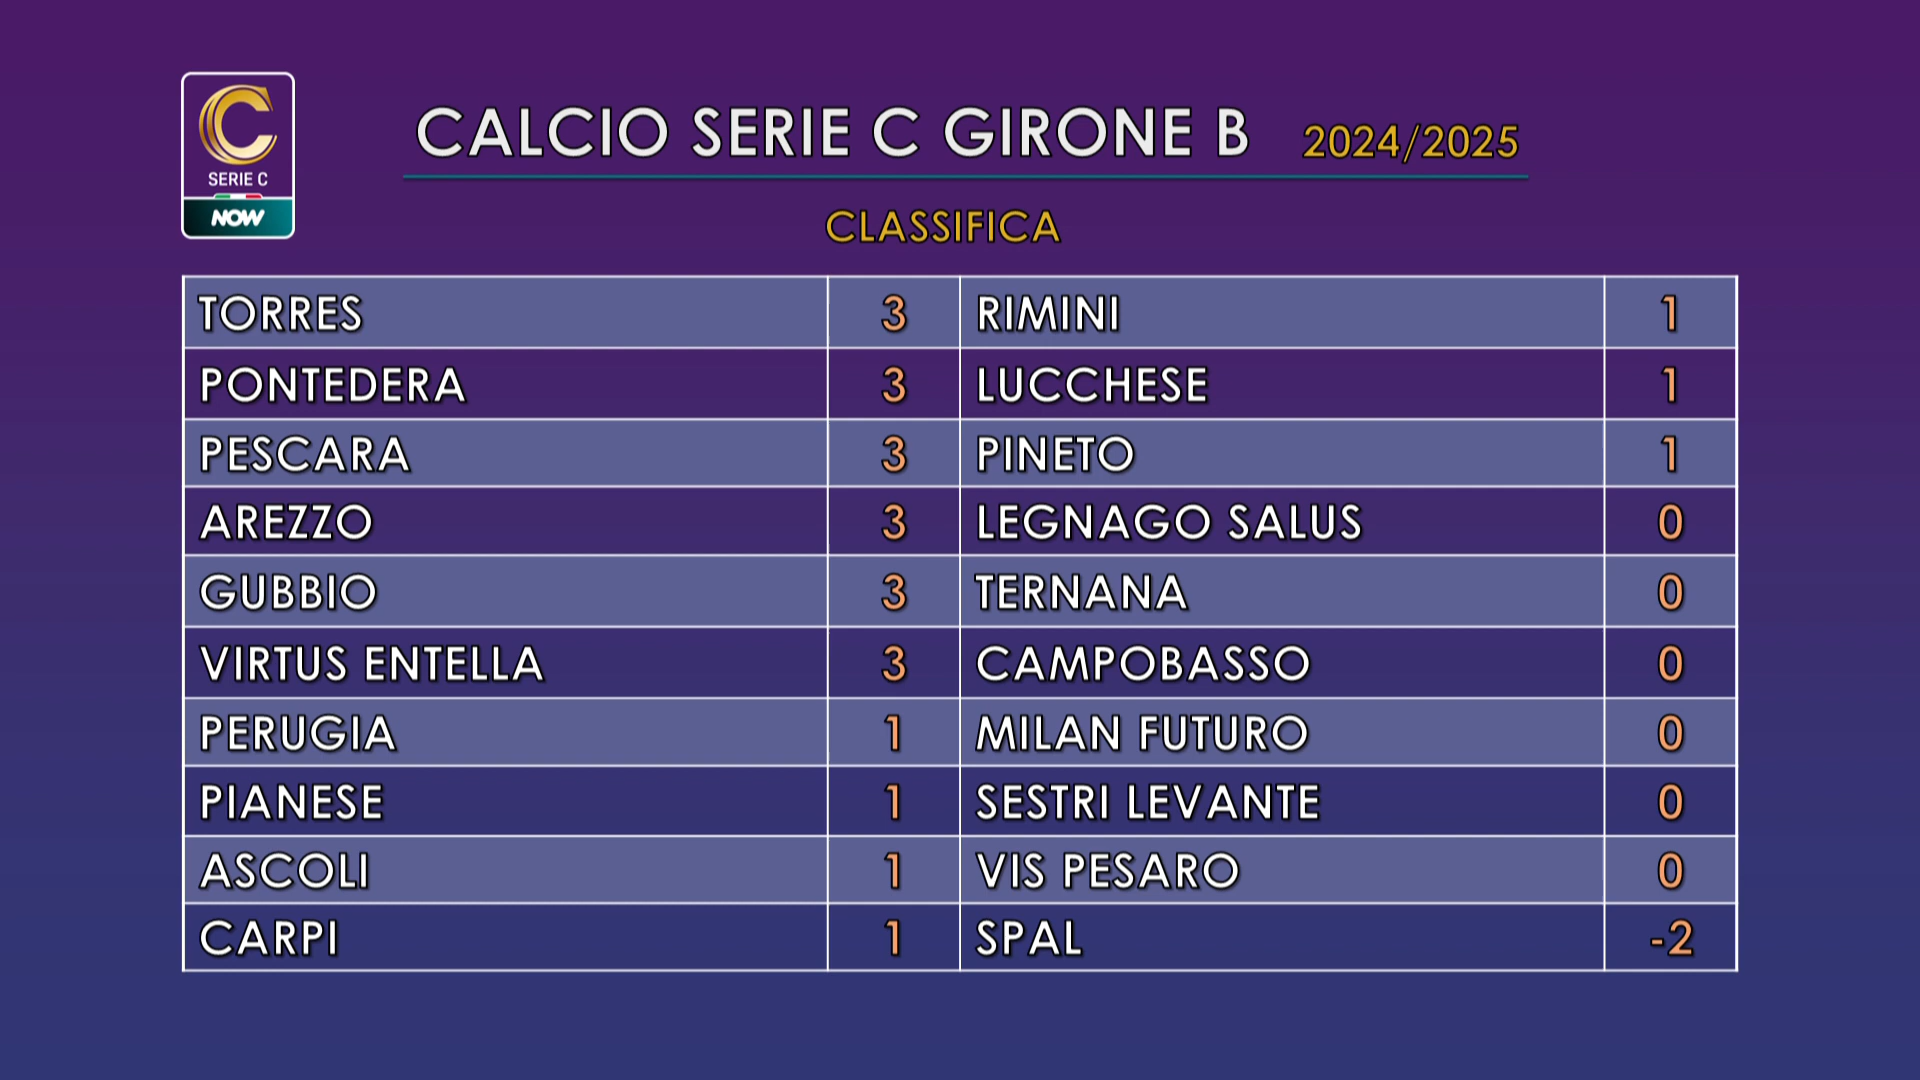 SERIE C
NOW
CALCIO SERIE C GIRONE B 2024/2025
CLASSIFICA
TORRES 3 RIMINI 1
PONTEDERA 3 LUCCHESE 1
PESCARA 3 PINETO 1
AREZZO 3 LEGNAGO SALUS 0
GUBBIO 3 TERNANA 0
VIRTUS ENTELLA 3 CAMPOBASSO 0
PERUGIA 1 MILAN FUTURO 0
PIANESE 1 SESTRI LEVANTE 0
ASCOLI 1 VIS PESARO 0
CARPI 1 SPAL -2